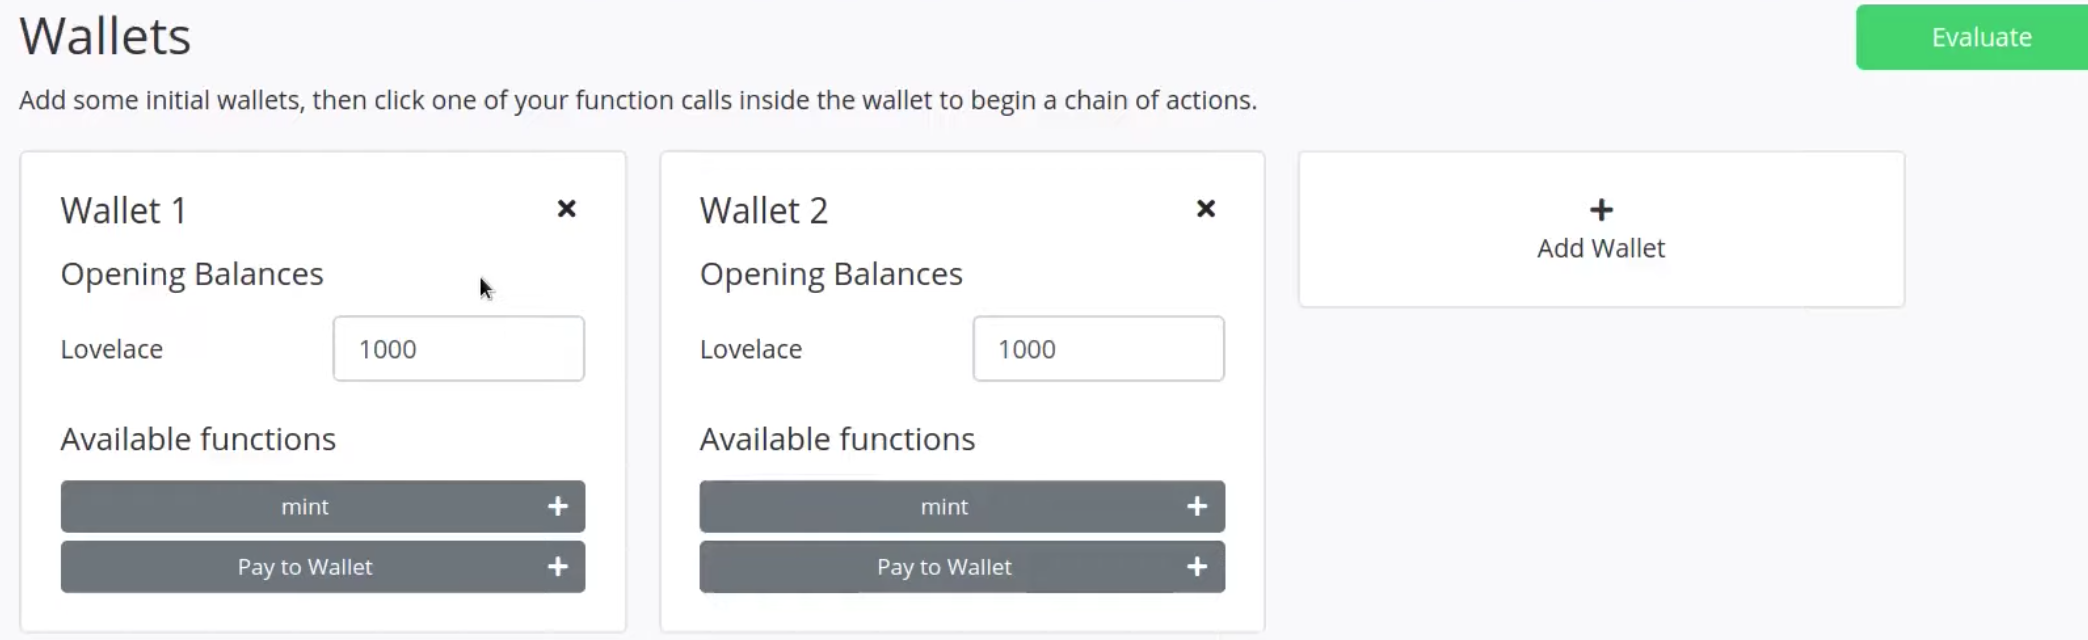 Wallets
Evaluate
Add some initial wallets, then click one of your function calls inside the wallet to begin a chain of actions.
Wallet 1
Opening Balances
Lovelace 1000
Available functions
mint
Pay to Wallet
Wallet 2
Opening Balances
Lovelace 1000
Available functions
mint
Pay to Wallet
Add Wallet